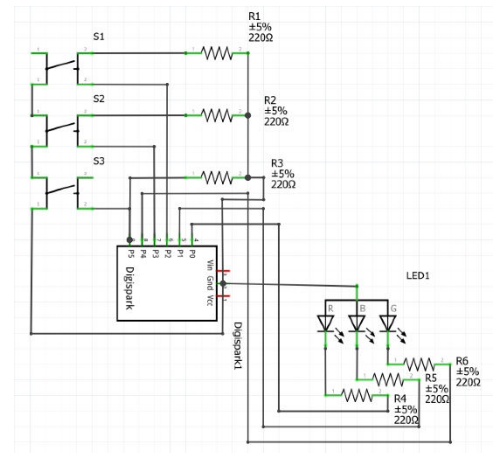 S1
R1
±5%
220Ω
S2
R2
±5%
220Ω
S3
R3
±5%
220Ω
P5
P4
P3
P2
P1
P0
Digispark
Vin
Gnd
Vcc
Digispark1
LED1
R
B
G
R6
±5%
220Ω
R5
±5%
220Ω
R4
±5%
220Ω